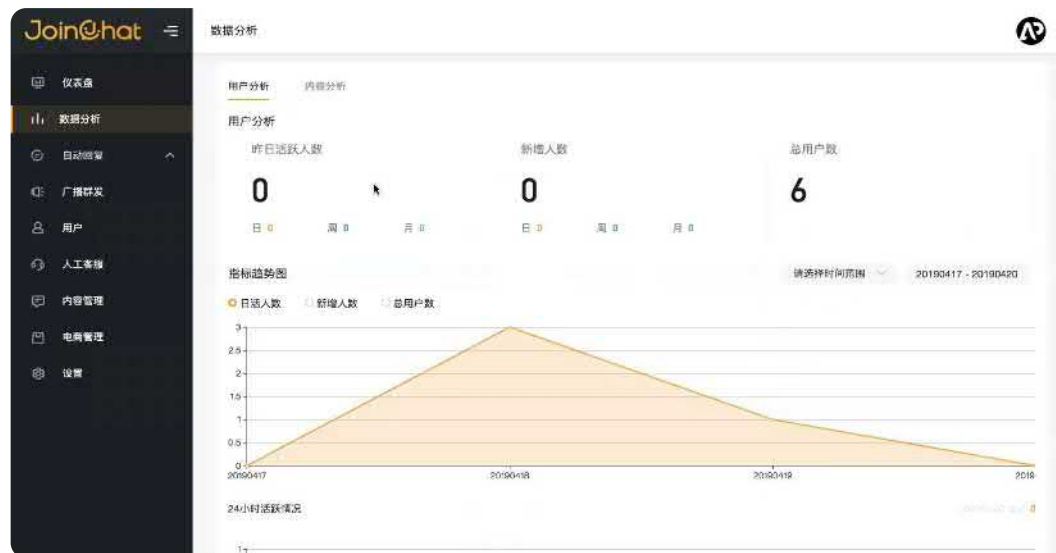 JoinChat
数据分析
仪表盘
数据分析
自动回复
广播群发
用户
人工客服
内容管理
电商管理
设置
用户分析 内容分析
用户分析
昨日活跃人数 新增人数 总用户数
0 0 6
日 0 周 0 月 0 日 0 周 0 月 0
指标趋势图 请选择时间范围 20190417 - 20190420
日活人数 新增人数 总用户数
3
2.5
2
1.5
1
0.5
0
20190417 20190418 20190419 2019
24小时活跃情况
1